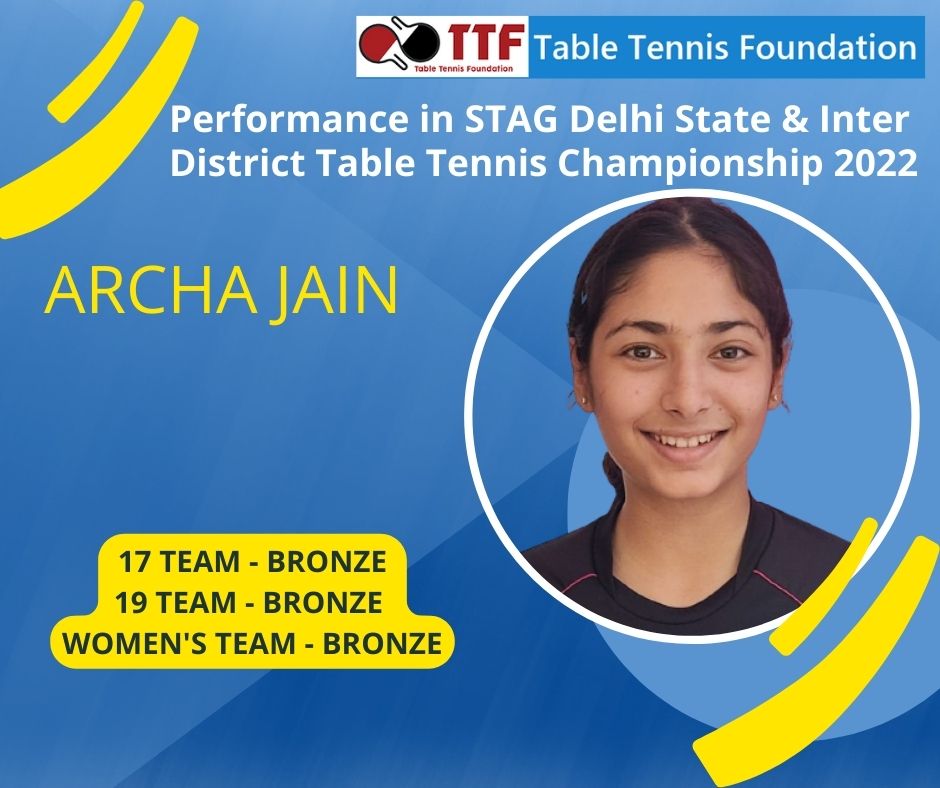 TTF
Table Tennis Foundation
Table Tennis Foundation
Performance in STAG Delhi State & Inter
District Table Tennis Championship 2022
ARCHA JAIN
17 TEAM - BRONZE
19 TEAM - BRONZE
WOMEN'S TEAM - BRONZE